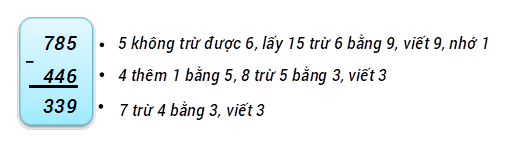 785 • 5 không trừ được 6, lấy 15 trừ 6 bằng 9, viết 9, nhớ 1
–
446 • 4 thêm 1 bằng 5, 8 trừ 5 bằng 3, viết 3
339 • 7 trừ 4 bằng 3, viết 3